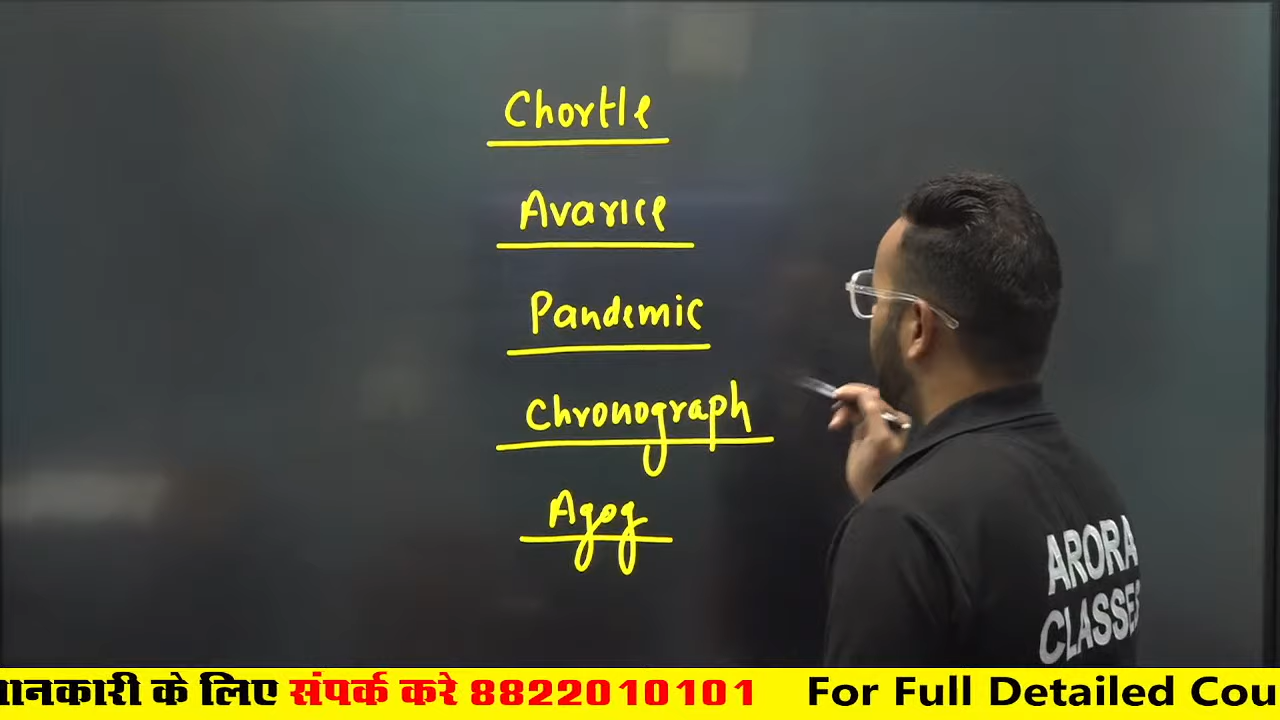 Chortle
Avarice
Pandemic
Chronograph
Agog
ARORA
CLASSES
जानकारी के लिए संपर्क करे 8822010101 For Full Detailed Cou